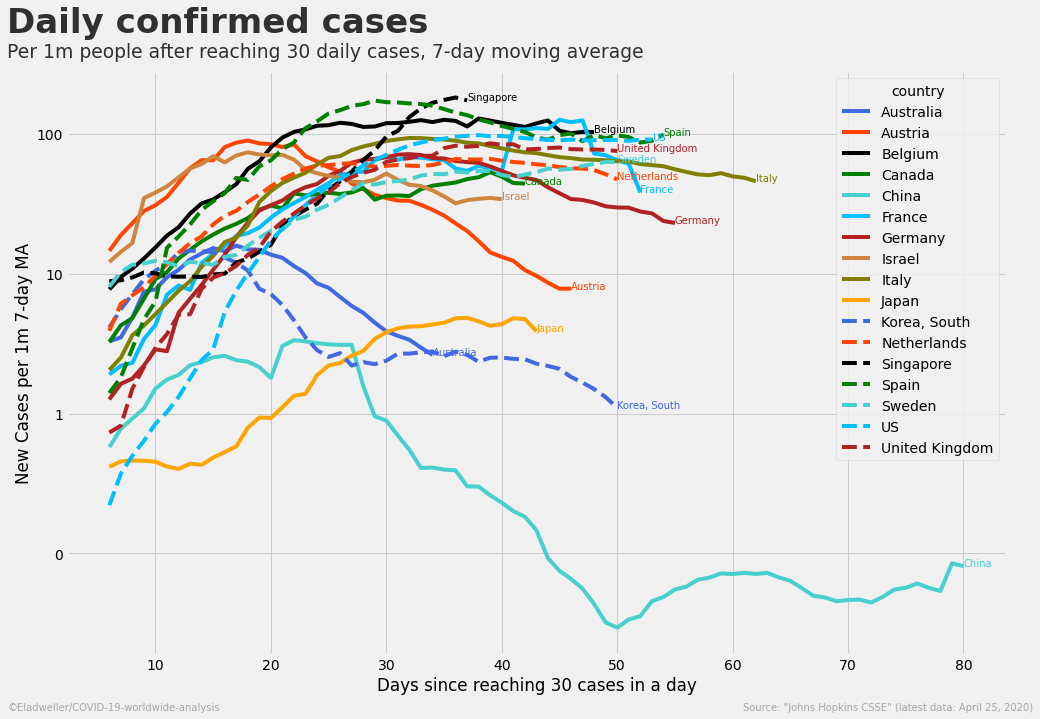 Daily confirmed cases
Per 1m people after reaching 30 daily cases, 7-day moving average
New Cases per 1m 7-day MA
100
10
1
0
10
20
30
40
50
60
70
80
Days since reaching 30 cases in a day
Singapore
Belgium
US
Spain
United Kingdom
Sweden
Netherlands
Canada
France
Italy
Israel
Germany
Austria
Japan
Australia
Korea, South
China
country
Australia
Austria
Belgium
Canada
China
France
Germany
Israel
Italy
Japan
Korea, South
Netherlands
Singapore
Spain
Sweden
US
United Kingdom
©Eladweller/COVID-19-worldwide-analysis
Source: "Johns Hopkins CSSE" (latest data: April 25, 2020)